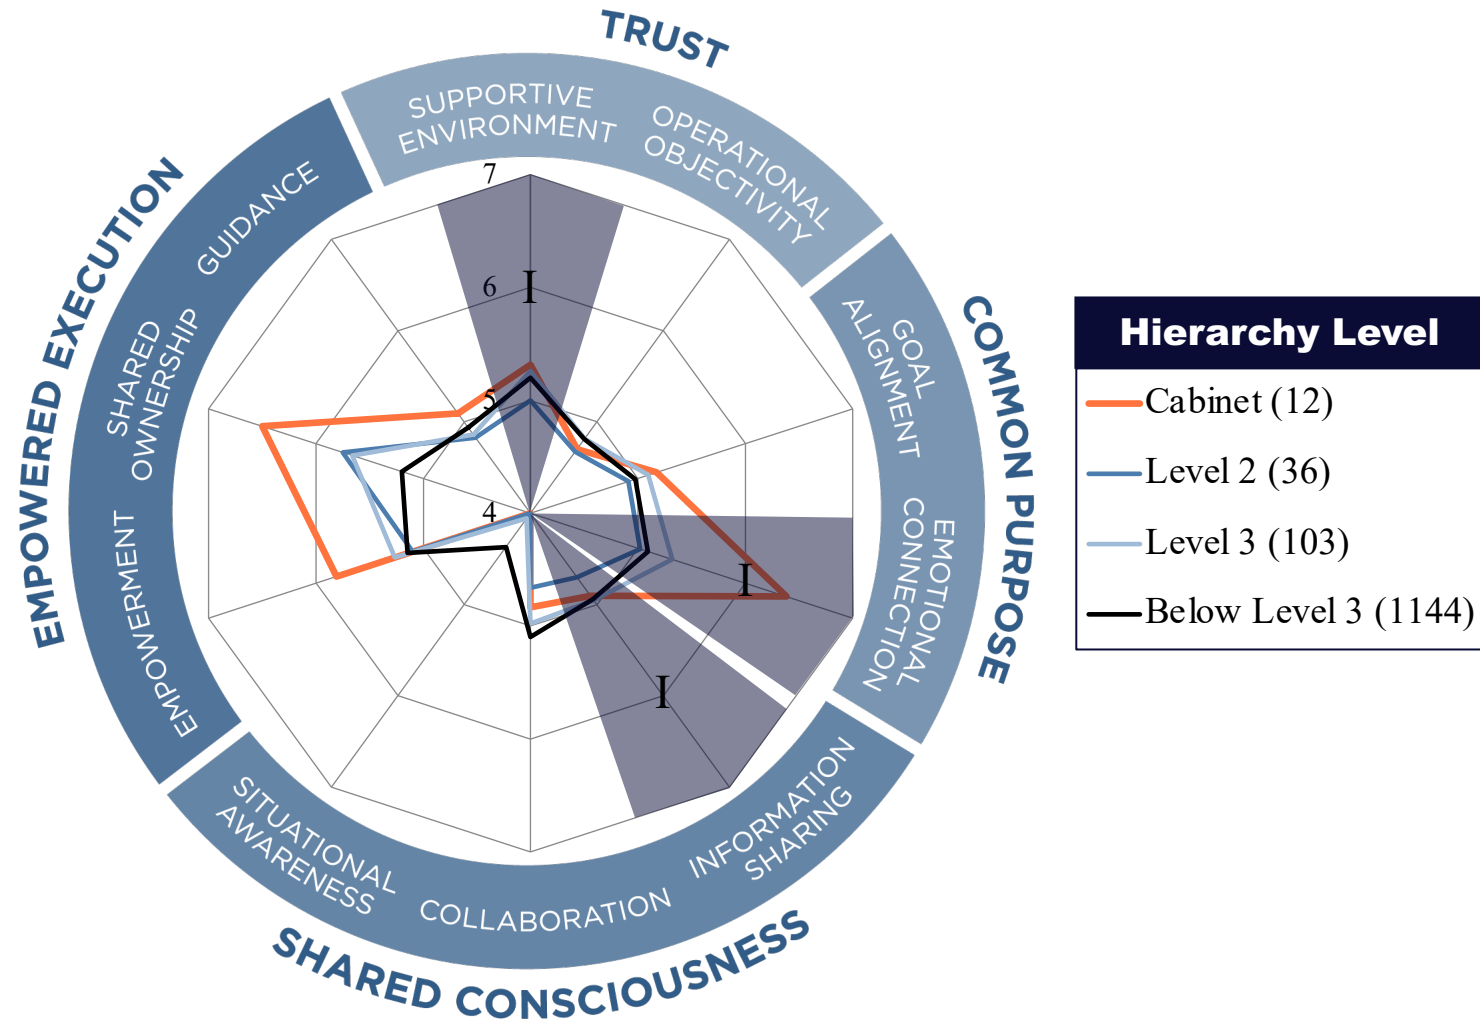 TRUST
SUPPORTIVE
ENVIRONMENT
OPERATIONAL
OBJECTIVITY
COMMON PURPOSE
GOAL
ALIGNMENT
EMOTIONAL
CONNECTION
SHARED CONSCIOUSNESS
INFORMATION
SHARING
COLLABORATION
SITUATIONAL
AWARENESS
EMPOWERED EXECUTION
EMPOWERMENT
SHARED
OWNERSHIP
GUIDANCE
7
6
5
4
I
I
I
Hierarchy Level
Cabinet (12)
Level 2 (36)
Level 3 (103)
Below Level 3 (1144)